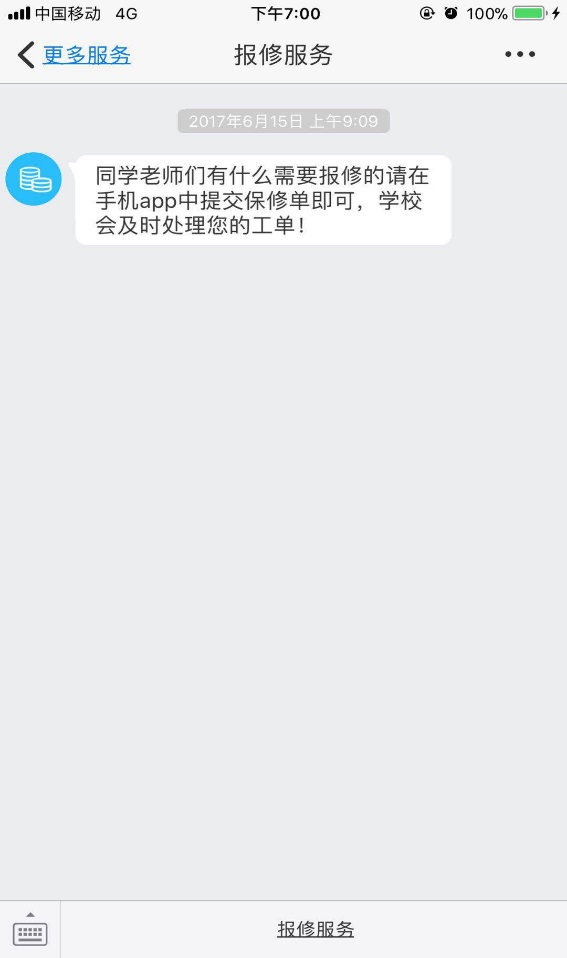 中国移动 4G 下午7:00 100%
更多服务 报修服务
2017年6月15日 上午9:09
同学老师们有什么需要报修的请在
手机app中提交保修单即可，学校
会及时处理您的工单！
报修服务